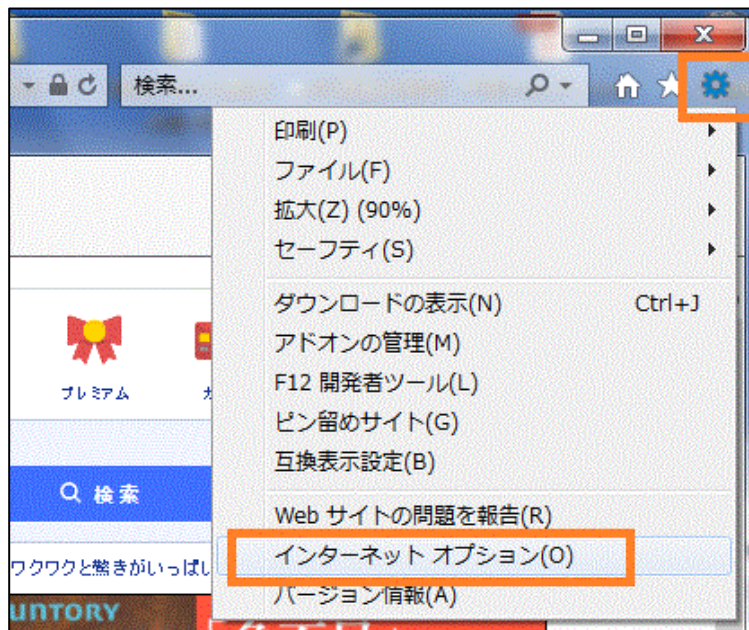 検索...
印刷(P)
ファイル(F)
拡大(Z) (90%)
セーフティ(S)
ダウンロードの表示(N) Ctrl+J
アドオンの管理(M)
F12 開発者ツール(L)
ピン留めサイト(G)
互換表示設定(B)
Web サイトの問題を報告(R)
インターネット オプション(O)
バージョン情報(A)
プレミアム
検索
ワクワクと驚きがいっぱい
UNTORY